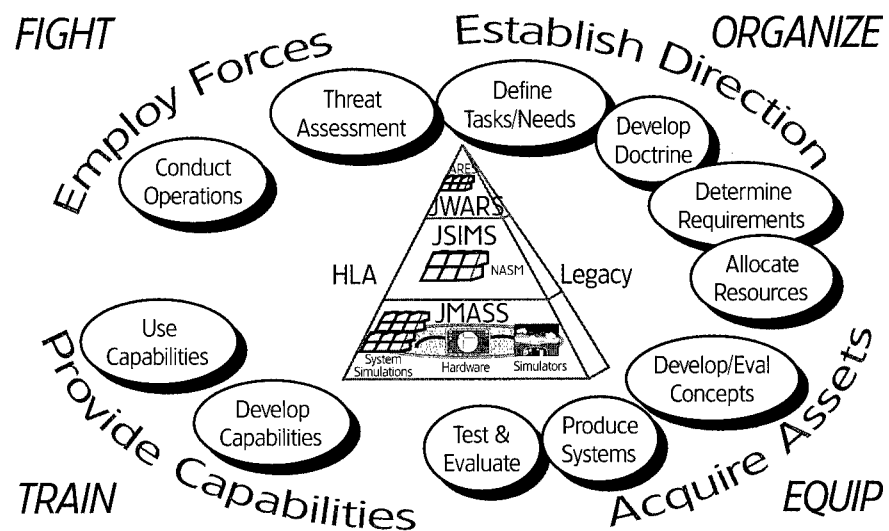 FIGHT
ORGANIZE
Employ Forces
Establish Direction
Threat
Assessment
Define
Tasks/Needs
Develop
Doctrine
Conduct
Operations
Determine
Requirements
Allocate
Resources
ARES
JWARS
JSIMS
NASM
HLA
Legacy
JMASS
System
Simulations
Hardware
Simulators
Use
Capabilities
Develop
Capabilities
Develop/Eval
Concepts
Test &
Evaluate
Produce
Systems
Provide Capabilities
Acquire Assets
TRAIN
EQUIP